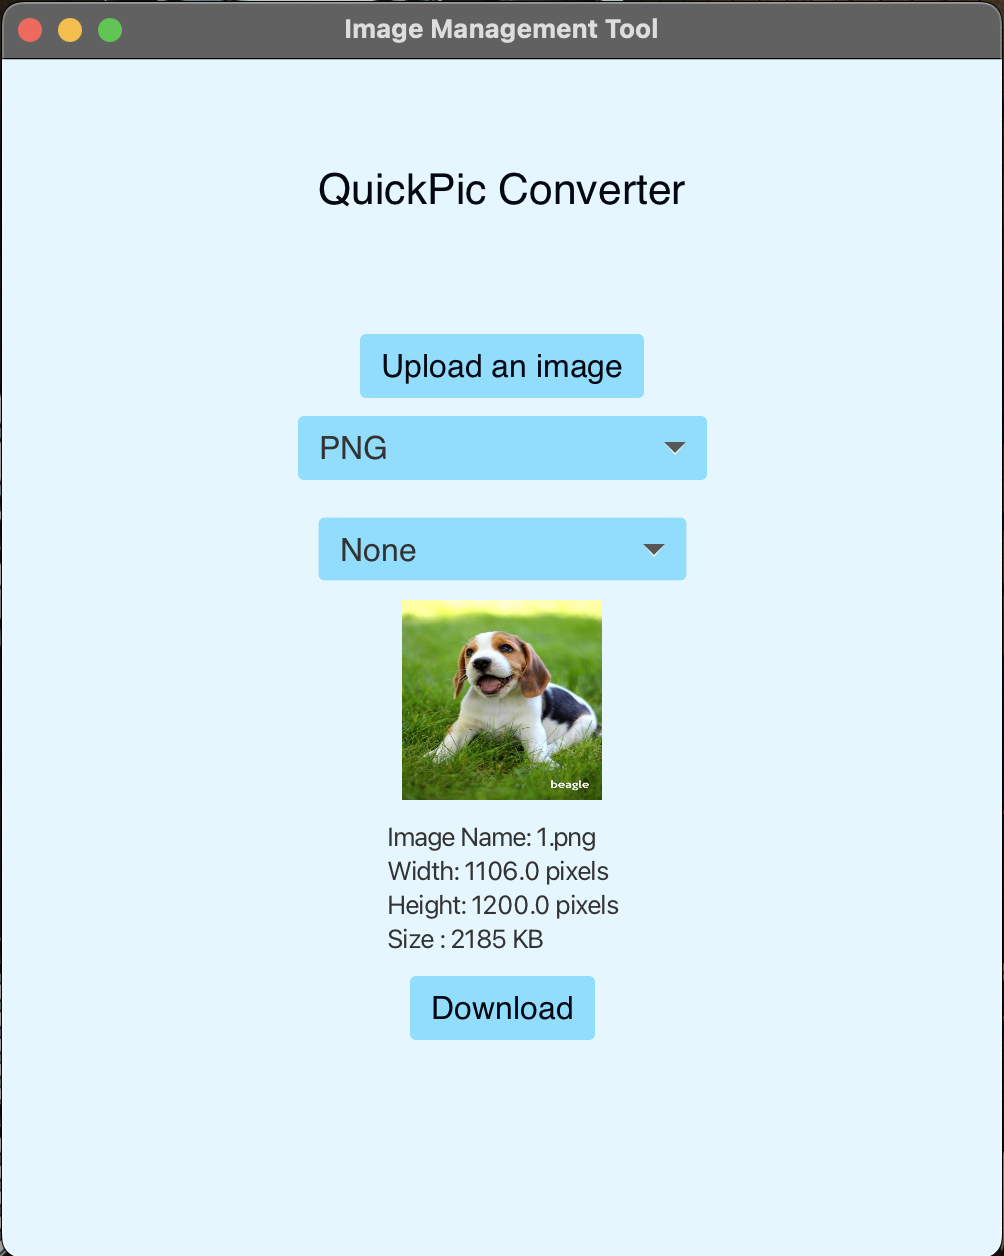 Image Management Tool
QuickPic Converter
Upload an image
PNG
None
beagle
Image Name: 1.png
Width: 1106.0 pixels
Height: 1200.0 pixels
Size : 2185 KB
Download